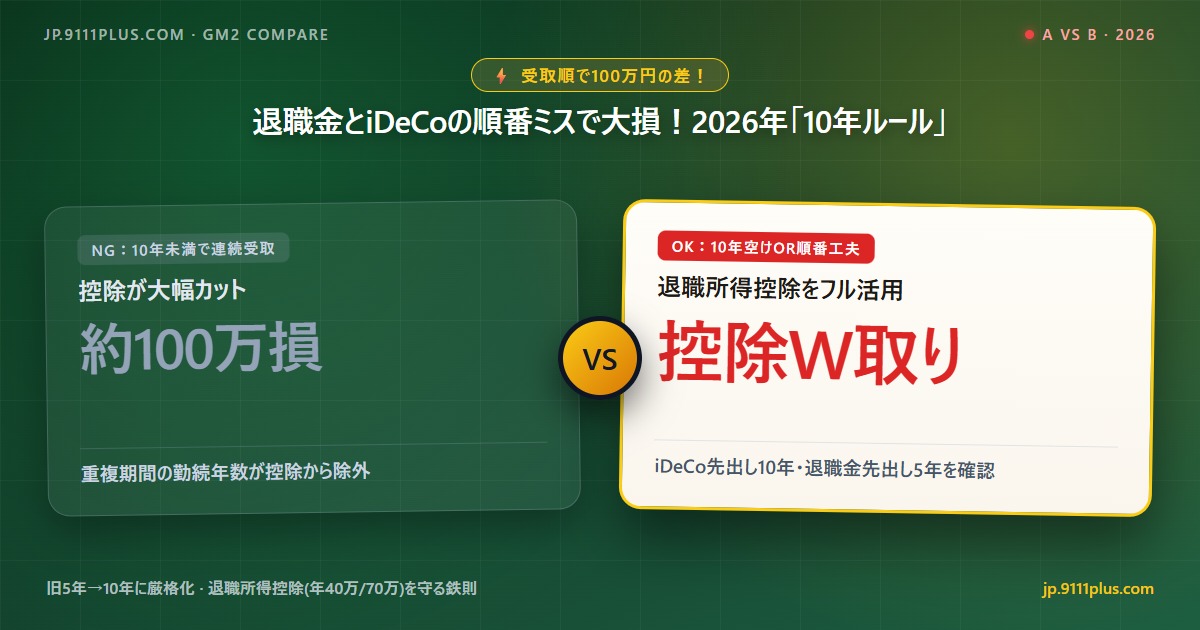 JP.9111PLUS.COM · GM2 COMPARE
A VS B · 2026
⚡ 受取順で100万円の差！
退職金とiDeCoの順番ミスで大損！2026年「10年ルール」
NG：10年未満で連続受取
控除が大幅カット
約100万損
重複期間の勤続年数が控除から除外
VS
OK：10年空けOR順番工夫
退職所得控除をフル活用
控除W取り
iDeCo先出し10年・退職金先出し5年を確認
旧5年→10年に厳格化 · 退職所得控除(年40万/70万)を守る鉄則
jp.9111plus.com